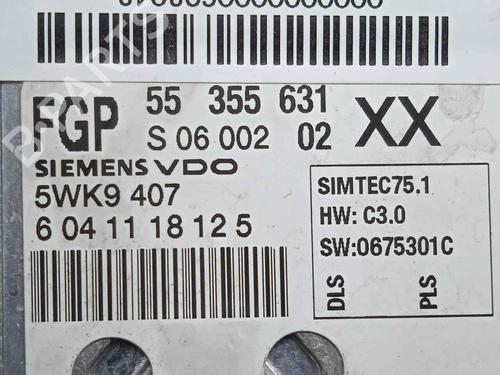 FGP 55 355 631 XX
S 06 002 02
SIEMENS VDO
5WK9 407
6 04 11 18 12 5
SIMTEC75.1
HW: C3.0
SW:0675301C
DLS
PLS
B-PARTS